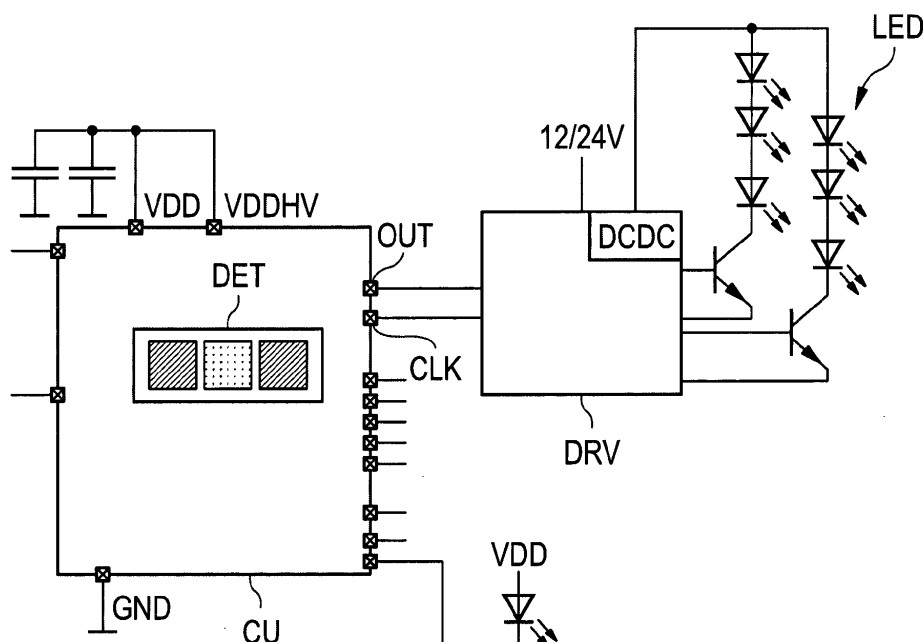 LED
12/24V
VDD
VDDHV
OUT
DCDC
DET
CLK
DRV
VDD
GND
CU